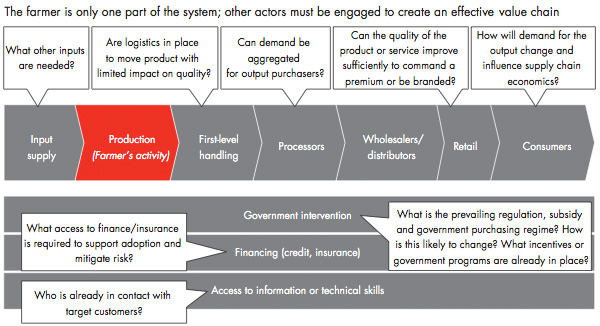 The farmer is only one part of the system; other actors must be engaged to create an effective value chain
What other inputs
are needed?
Are logistics in place
to move product with
limited impact on quality?
Can demand be
aggregated
for output purchasers?
Can the quality of the
product or service improve
sufficiently to command a
premium or be branded?
How will demand for the
output change and
influence supply chain
economics?
Input
supply
Production
(Farmer's activity)
First-level
handling
Processors
Wholesalers/
distributors
Retail
Consumers
Government intervention
What is the prevailing regulation, subsidy
and government purchasing regime? How
is this likely to change? What incentives or
government programs are already in place?
What access to finance/insurance
is required to support adoption and
mitigate risk?
Financing (credit, insurance)
Access to information or technical skills
Who is already in contact with
target customers?